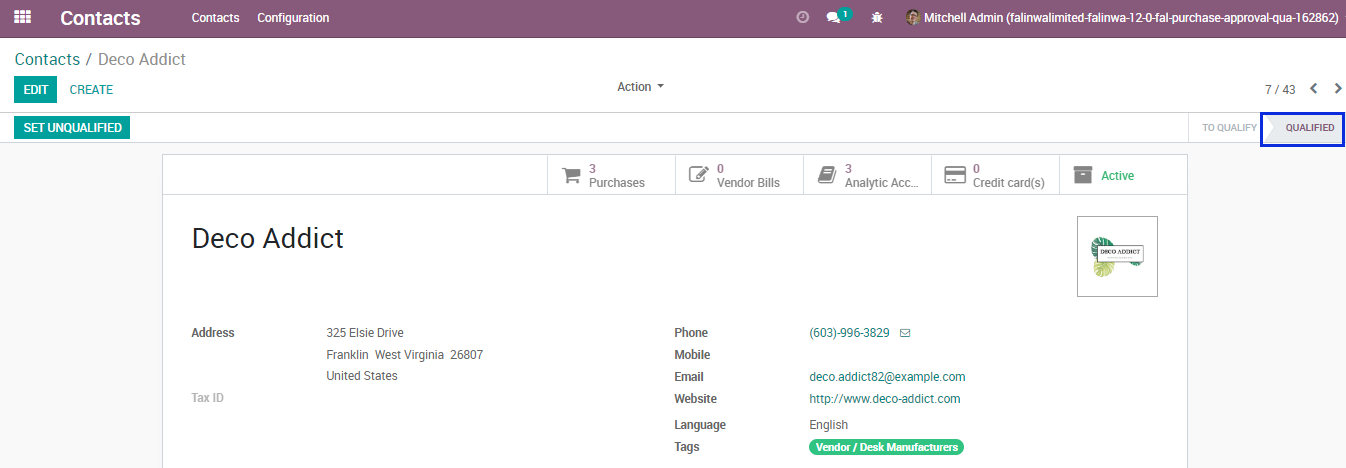 Contacts Contacts Configuration 1 Mitchell Admin (falinwalimited-falinwa-12-0-fal-purchase-approval-qua-162862)
Contacts / Deco Addict
EDIT CREATE Action 7 / 43
SET UNQUALIFIED TO QUALIFY QUALIFIED
3 0 3 0
Purchases Vendor Bills Analytic Acc... Credit card(s) Active
Deco Addict
DECO ADDICT
Address 325 Elsie Drive Phone (603)-996-3829
Franklin West Virginia 26807 Mobile
United States Email deco.addict82@example.com
Tax ID Website http://www.deco-addict.com
Language English
Tags Vendor / Desk Manufacturers